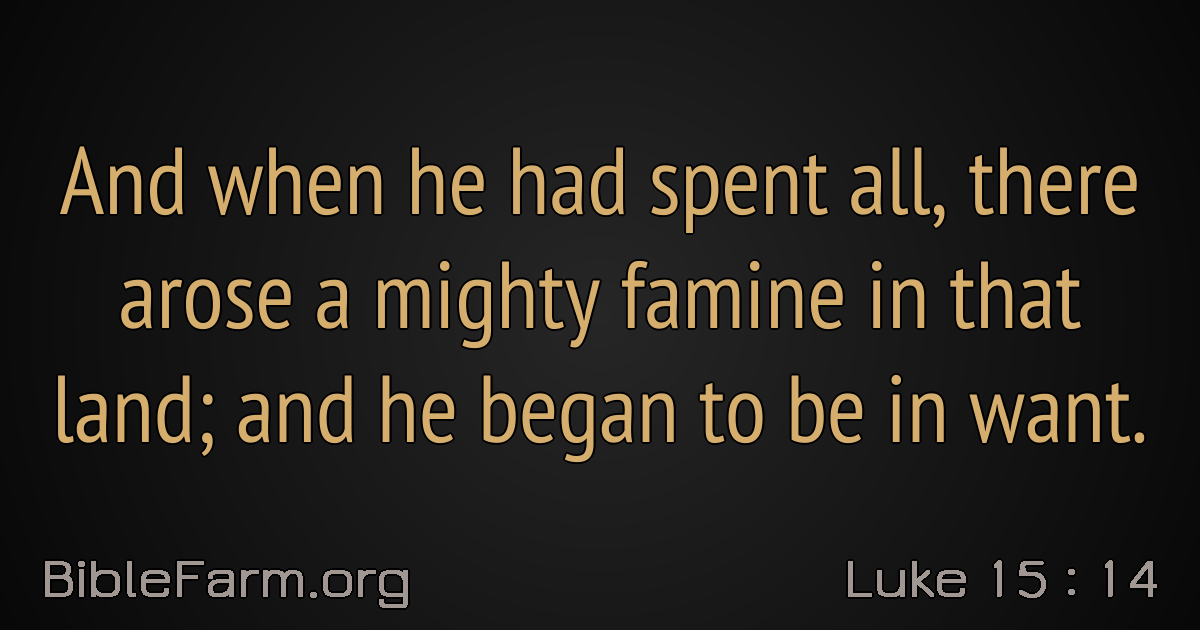 And when he had spent all, there
arose a mighty famine in that
land; and he began to be in want.
BibleFarm.org
Luke 15 : 14